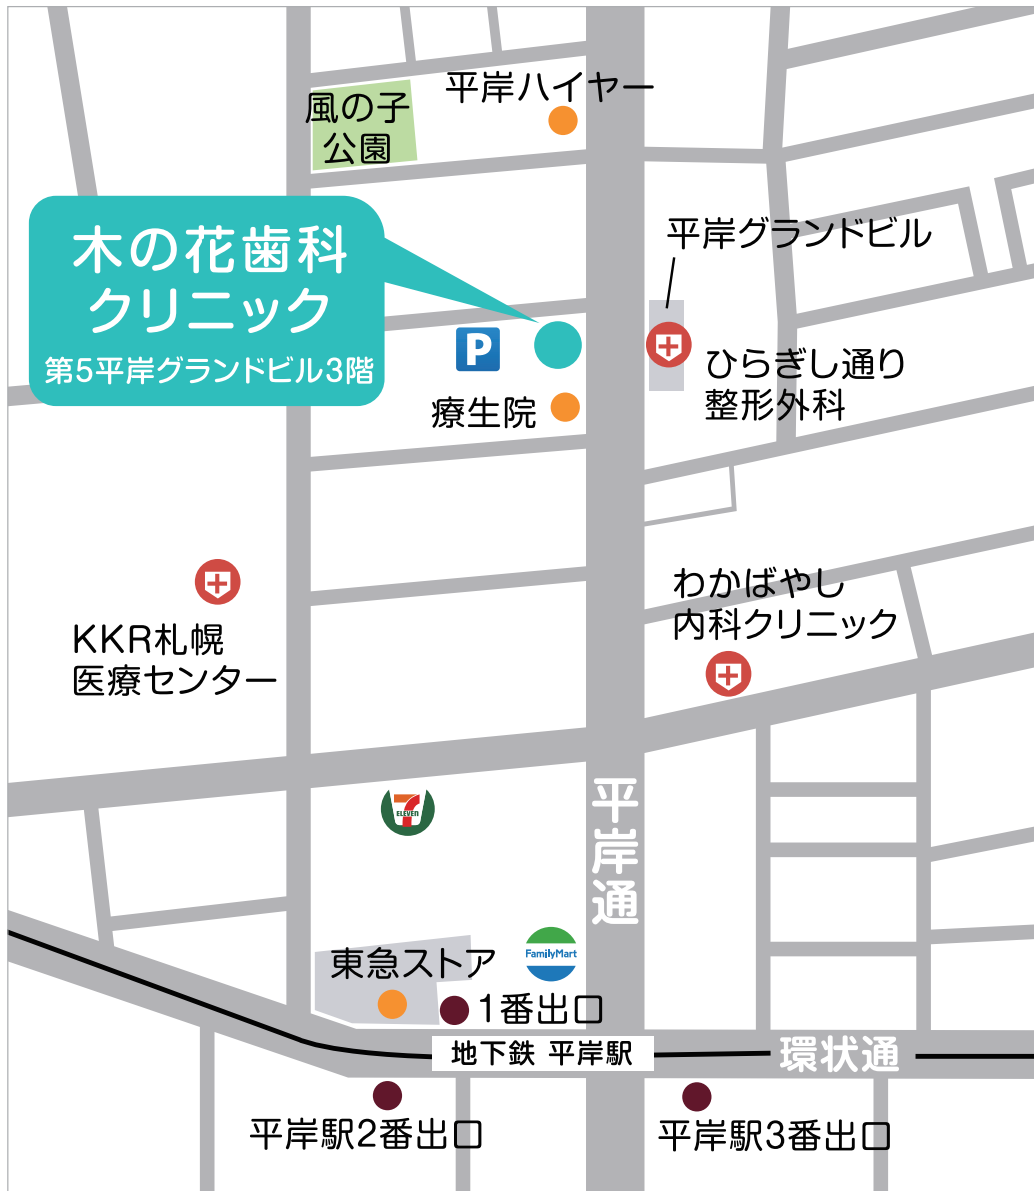 平岸ハイヤー
風の子
公園
木の花歯科
クリニック
第5平岸グランドビル3階
平岸グランドビル
P
ひらぎし通り
整形外科
療生院
KKR札幌
医療センター
わかばやし
内科クリニック
7
ELEVEN
平岸通
FamilyMart
東急ストア
1番出口
地下鉄 平岸駅
環状通
平岸駅2番出口
平岸駅3番出口